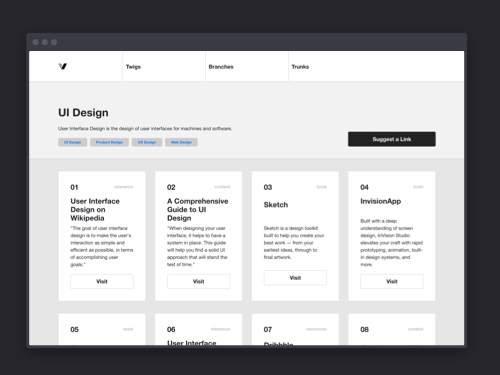 Twigs
Branches
Trunks
UI Design
User Interface Design is the design of user interfaces for machines and software.
UI Design
Product Design
UX Design
Web Design
Suggest a Link
01 reference
User Interface
Design on
Wikipedia
"The goal of user interface
design is to make the user's
interaction as simple and
efficient as possible, in terms
of accomplishing user
goals."
Visit
02 content
A Comprehensive
Guide to UI
Design
"When designing your user
interface, it helps to have a
system in place. This guide
will help you find a solid UI
approach that will stand the
test of time."
Visit
03 tools
Sketch
Sketch is a design toolkit
built to help you create your
best work — from your
earliest ideas, through to
final artwork.
Visit
04 tools
InvisionApp
Built with a deep
understanding of screen
design, InVision Studio
elevates your craft with rapid
prototyping, animation, built-
in design systems, and
more.
Visit
05 tools
06 reference
User Interface
07 resources
Dribbble
08 content